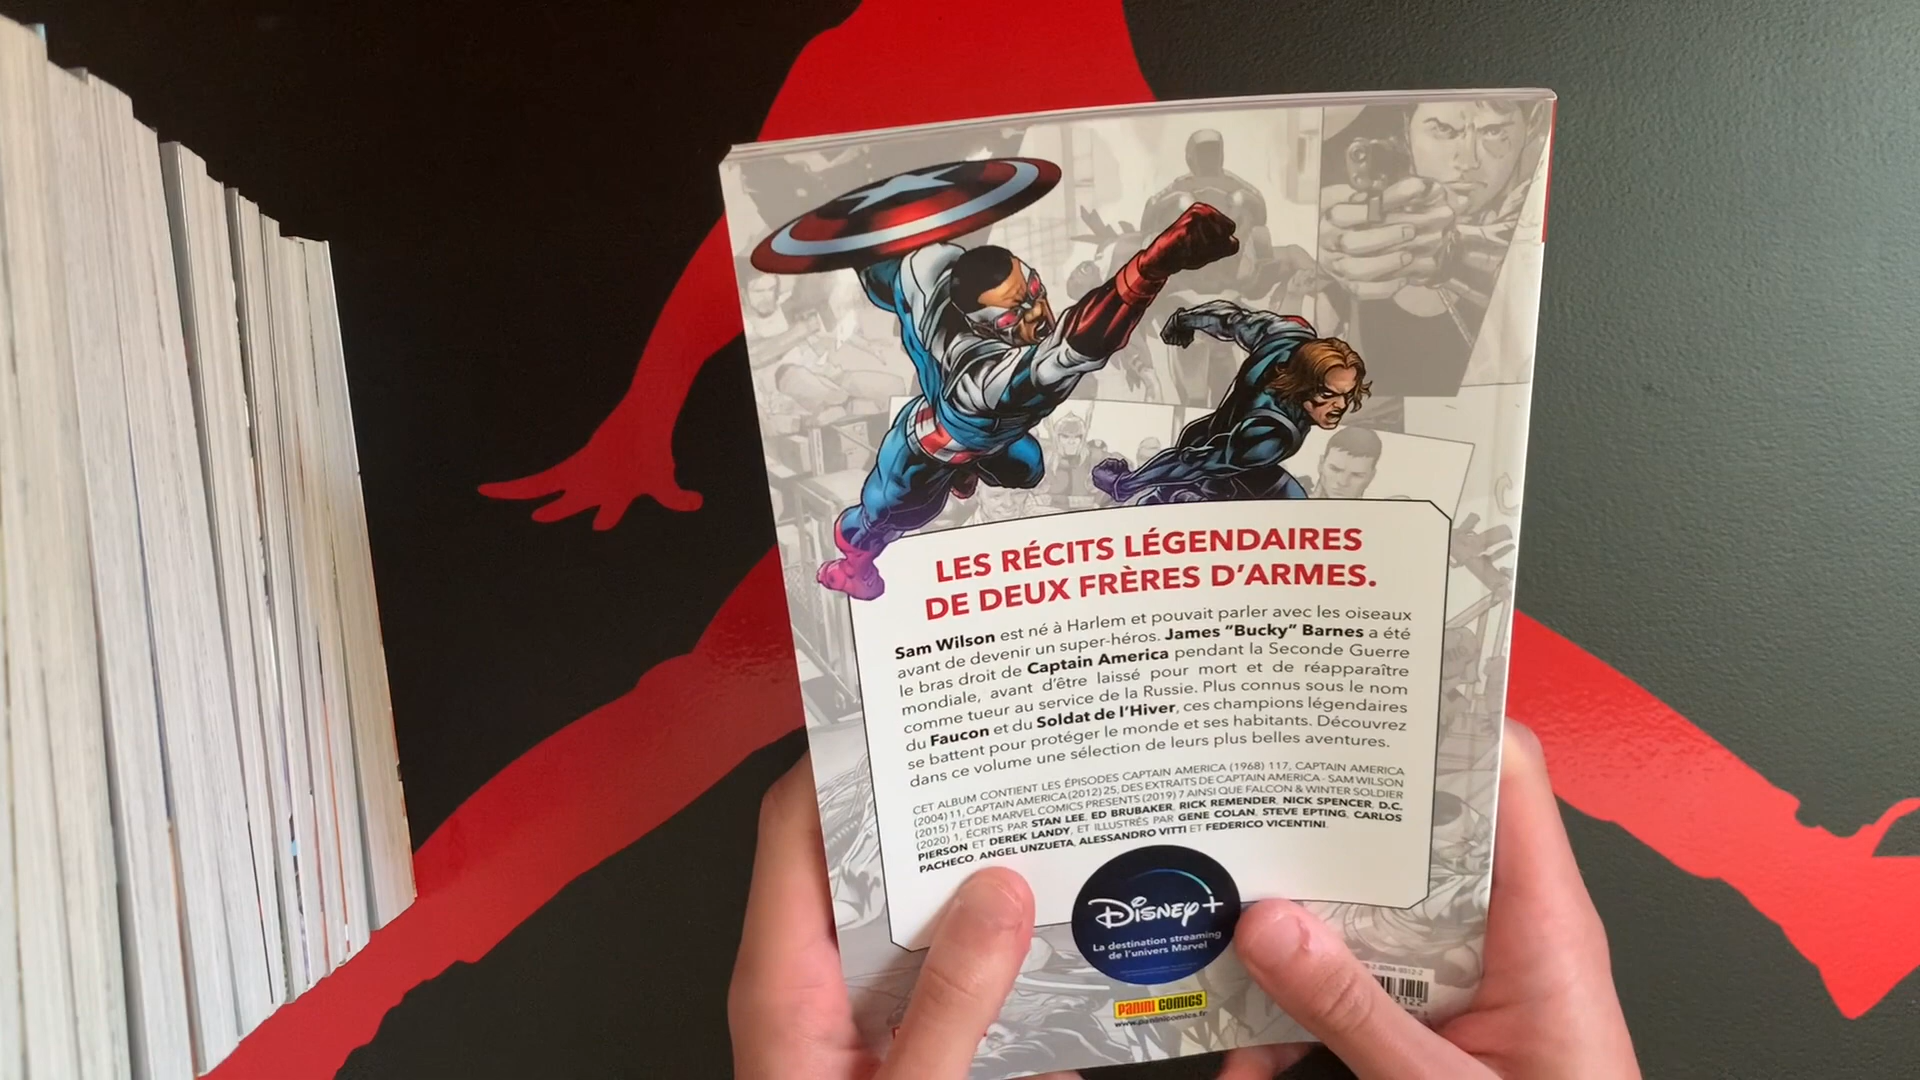 LES RÉCITS LÉGENDAIRES
DE DEUX FRÈRES D'ARMES.
Sam Wilson est né à Harlem et pouvait parler avec les oiseaux
avant de devenir un super-héros. James "Bucky" Barnes a été
le bras droit de Captain America pendant la Seconde Guerre
mondiale, avant d'être laissé pour mort et de réapparaître
comme tueur au service de la Russie. Plus connus sous le nom
du Faucon et du Soldat de l'Hiver, ces champions légendaires
se battent pour protéger le monde et ses habitants. Découvrez
dans ce volume une sélection de leurs plus belles aventures.
CET ALBUM CONTIENT LES ÉPISODES CAPTAIN AMERICA (1968) 117, CAPTAIN AMERICA
(2004) 11, CAPTAIN AMERICA (2012) 25, DES EXTRAITS DE CAPTAIN AMERICA - SAM WILSON
(2015) 7 ET DE MARVEL COMICS PRESENTS (2019) 7 AINSI QUE FALCON & WINTER SOLDIER
(2020) 1, ÉCRITS PAR STAN LEE, ED BRUBAKER, RICK REMENDER, NICK SPENCER, D.C.
PIERSON ET DEREK LANDY, ET ILLUSTRÉS PAR GENE COLAN, STEVE EPTING, CARLOS
PACHECO, ANGEL UNZUETA, ALESSANDRO VITTI ET FEDERICO VICENTINI.
DISNEY+
La destination streaming
de l'univers Marvel
PANINI COMICS
www.paninicomics.fr